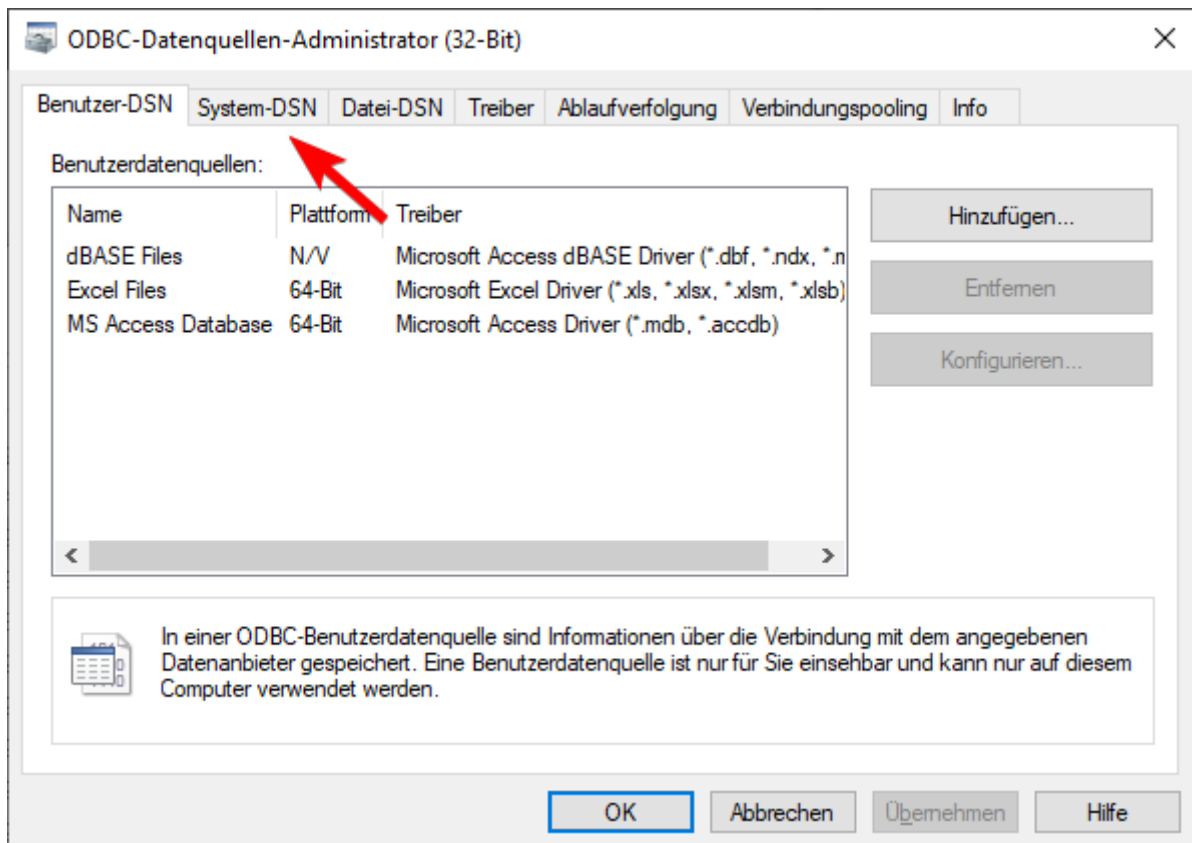 ODBC-Datenquellen-Administrator (32-Bit)
Benutzer-DSN System-DSN Datei-DSN Treiber Ablaufverfolgung Verbindungspooling Info
Benutzerdatenquellen:
Name Plattform Treiber
dBASE Files N/V Microsoft Access dBASE Driver (*.dbf, *.ndx, *.n
Excel Files 64-Bit Microsoft Excel Driver (*.xls, *.xlsx, *.xlsm, *.xlsb)
MS Access Database 64-Bit Microsoft Access Driver (*.mdb, *.accdb)
Hinzufügen...
Entfernen
Konfigurieren...
In einer ODBC-Benutzerdatenquelle sind Informationen über die Verbindung mit dem angegebenen
Datenanbieter gespeichert. Eine Benutzerdatenquelle ist nur für Sie einsehbar und kann nur auf diesem
Computer verwendet werden.
OK Abbrechen Übernehmen Hilfe